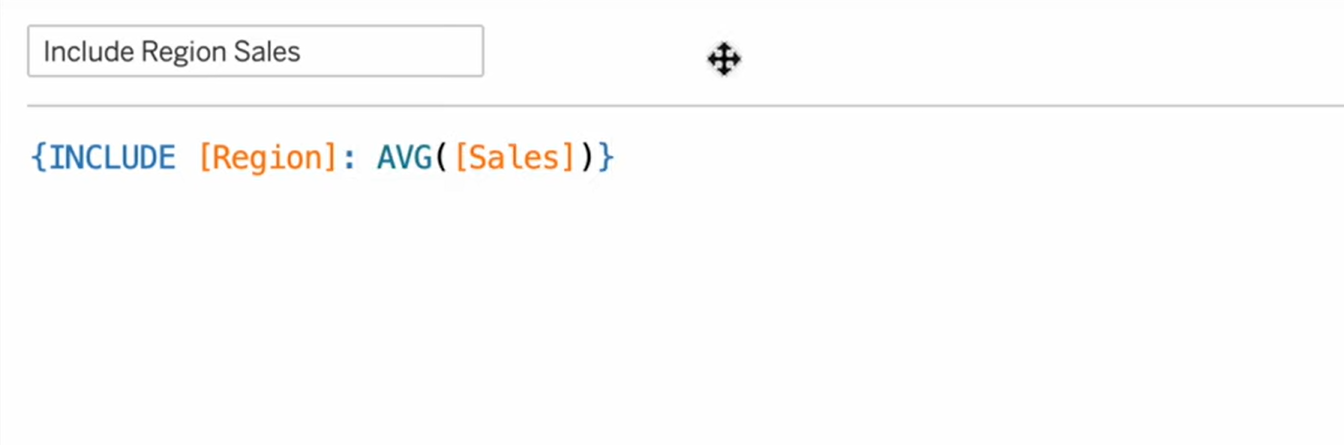 Include Region Sales
{INCLUDE [Region]: AVG([Sales])}